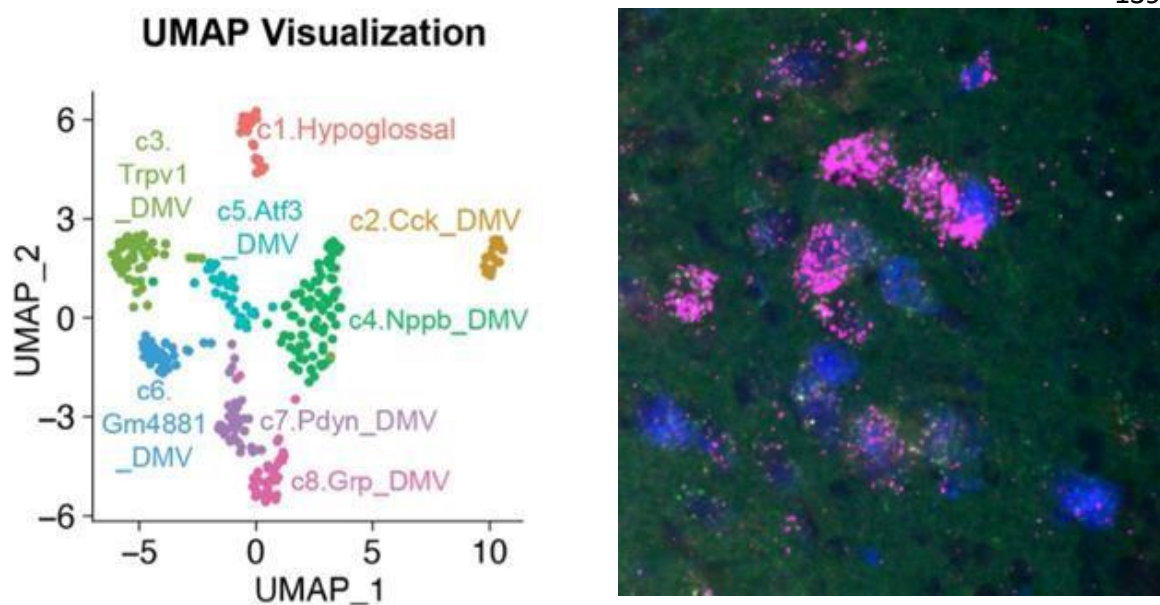 UMAP Visualization
6
3
0
−3
−6
UMAP_2
c1.Hypoglossal
c3.
Trpv1
_DMV
c5.Atf3
_DMV
c2.Cck_DMV
c4.Nppb_DMV
c6.
Gm4881
_DMV
c7.Pdyn_DMV
c8.Grp_DMV
−5
0
5
10
UMAP_1